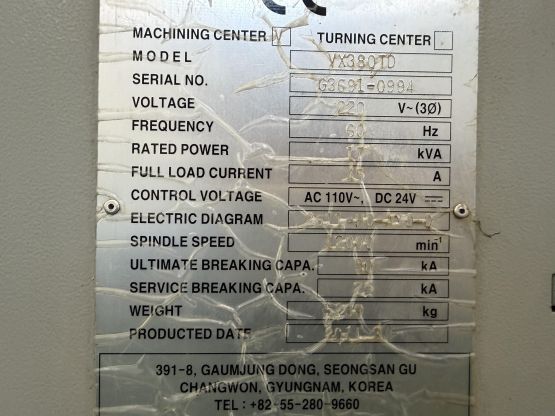 CE
MACHINING CENTER V TURNING CENTER
MODEL VX380TD
SERIAL NO. G3691-0994
VOLTAGE 220 V~(3Ø)
FREQUENCY 60 Hz
RATED POWER kVA
FULL LOAD CURRENT A
CONTROL VOLTAGE AC 110V~, DC 24V
ELECTRIC DIAGRAM
SPINDLE SPEED min-1
ULTIMATE BREAKING CAPA. kA
SERVICE BREAKING CAPA. kA
WEIGHT kg
PRODUCTED DATE
391-8, GAUMJUNG DONG, SEONGSAN GU
CHANGWON, GYUNGNAM, KOREA
TEL : +82-55-280-9660